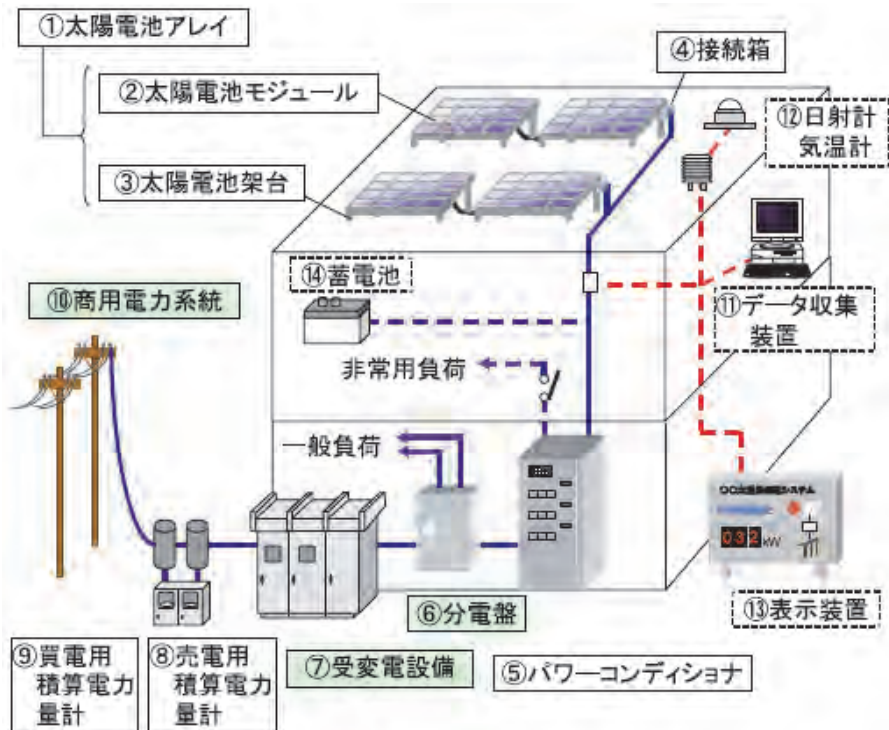 ①太陽電池アレイ
②太陽電池モジュール
③太陽電池架台
④接続箱
⑫日射計
気温計
⑭蓄電池
⑩商用電力系統
⑪データ収集
装置
非常用負荷
一般負荷
032kW
⑥分電盤
⑬表示装置
⑨買電用
積算電力
量計
⑧売電用
積算電力
量計
⑦受変電設備
⑤パワーコンディショナ